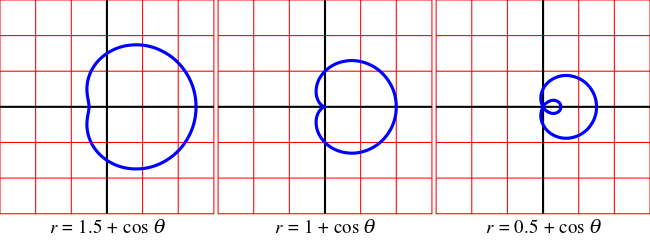 r = 1.5 + cos θ
r = 1 + cos θ
r = 0.5 + cos θ